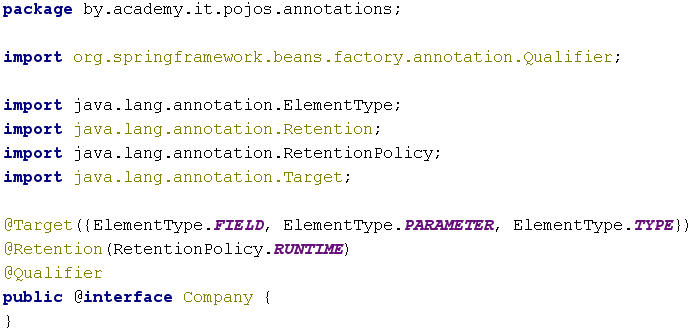 package by.academy.it.pojos.annotations;
import org.springframework.beans.factory.annotation.Qualifier;
import java.lang.annotation.ElementType;
import java.lang.annotation.Retention;
import java.lang.annotation.RetentionPolicy;
import java.lang.annotation.Target;
@Target({ElementType.FIELD, ElementType.PARAMETER, ElementType.TYPE})
@Retention(RetentionPolicy.RUNTIME)
@Qualifier
public @interface Company {
}